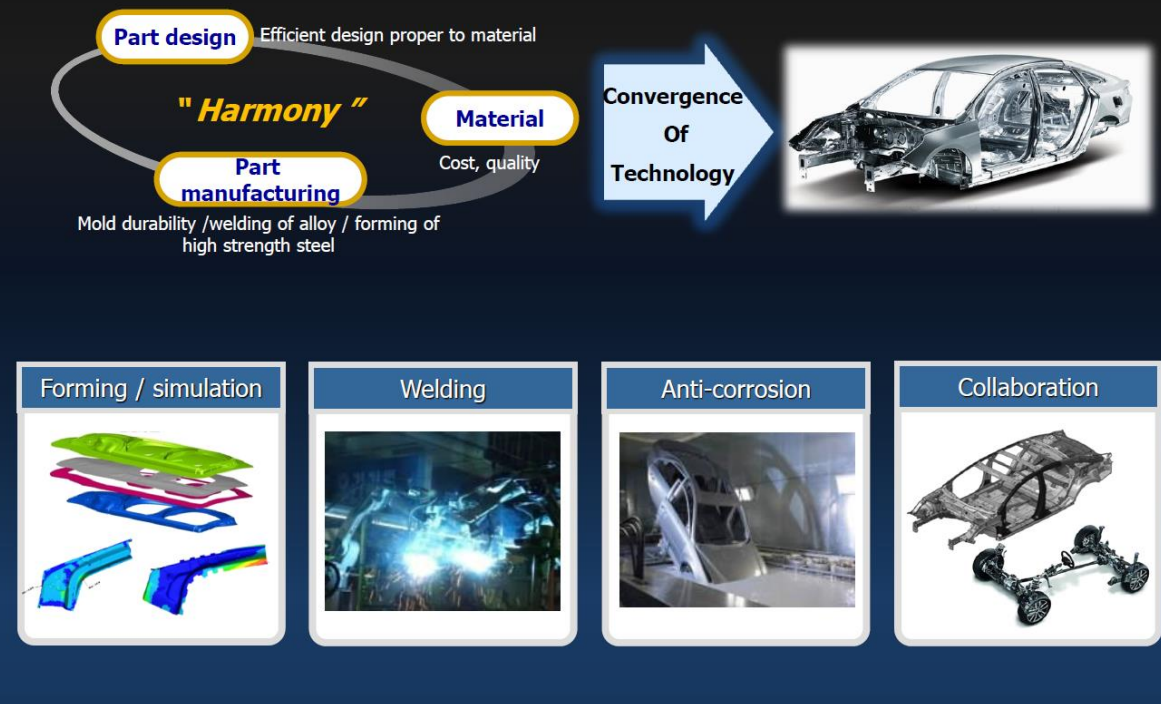 Part design
Efficient design proper to material
" Harmony "
Material
Cost, quality
Part
manufacturing
Mold durability /welding of alloy / forming of
high strength steel
Convergence
Of
Technology
Forming / simulation
Welding
Anti-corrosion
Collaboration